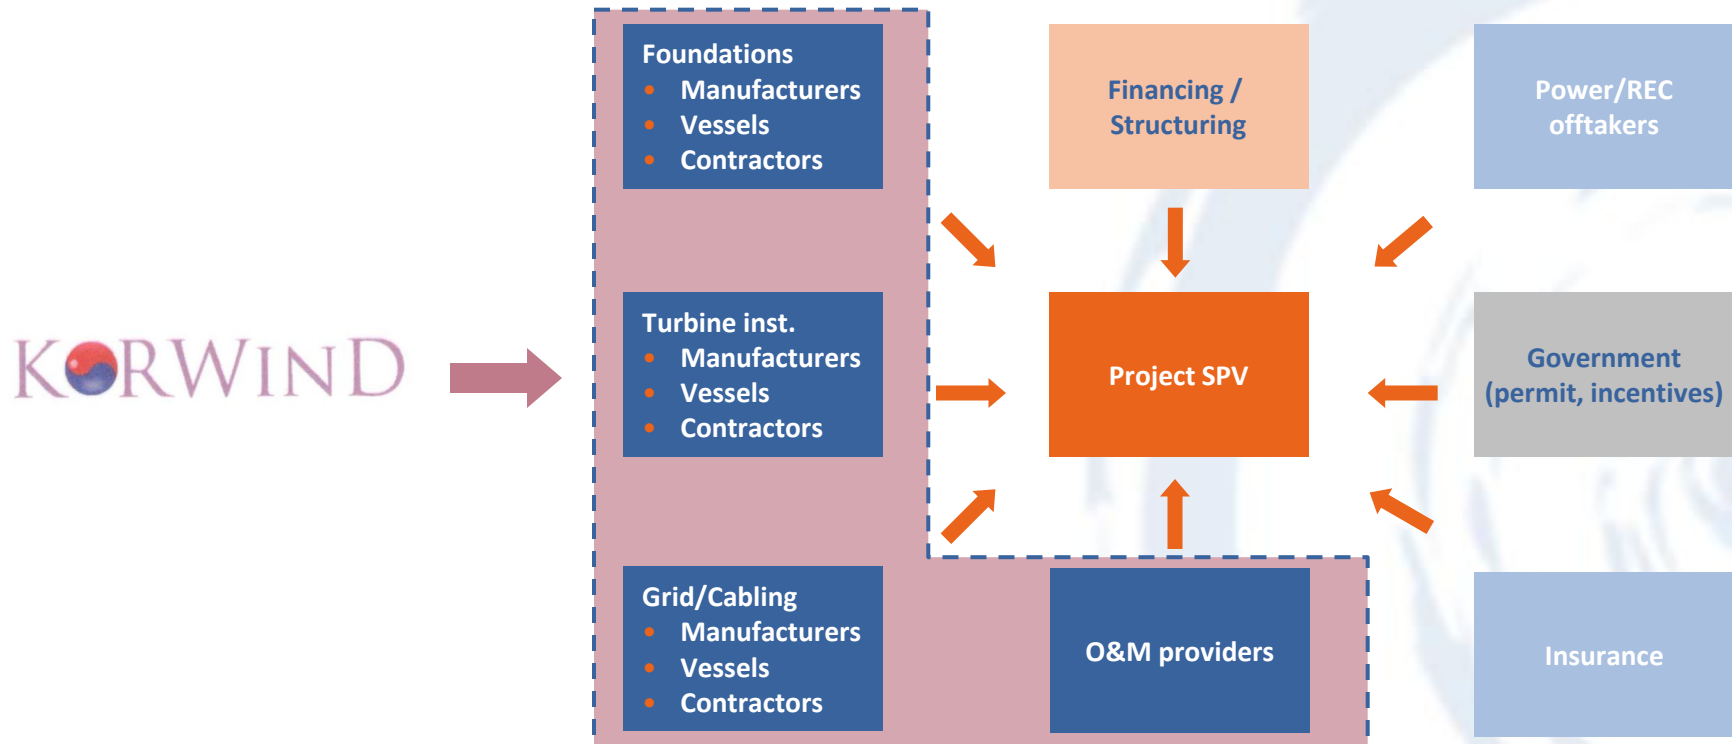 KORWIND
Foundations
• Manufacturers
• Vessels
• Contractors
Financing /
Structuring
Power/REC
offtakers
Turbine inst.
• Manufacturers
• Vessels
• Contractors
Project SPV
Government
(permit, incentives)
Grid/Cabling
• Manufacturers
• Vessels
• Contractors
O&M providers
Insurance